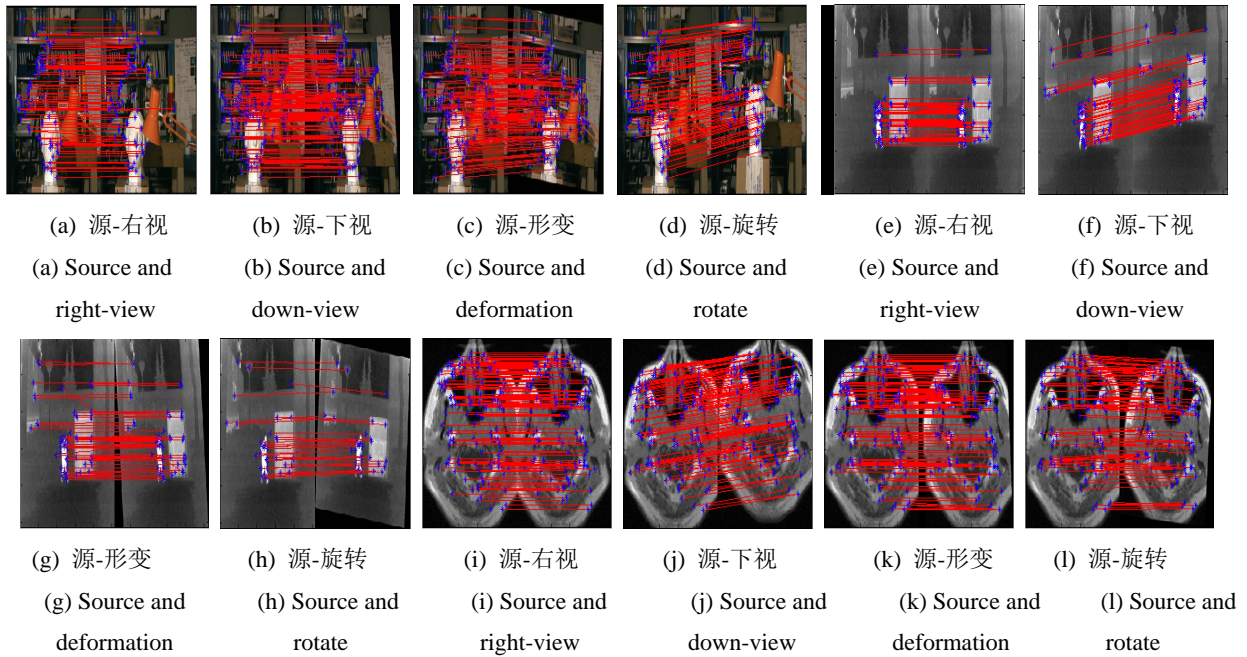 (a) 源-右视 (b) 源-下视 (c) 源-形变 (d) 源-旋转 (e) 源-右视 (f) 源-下视
(a) Source and (b) Source and (c) Source and (d) Source and (e) Source and (f) Source and
right-view down-view deformation rotate right-view down-view
(g) 源-形变 (h) 源-旋转 (i) 源-右视 (j) 源-下视 (k) 源-形变 (l) 源-旋转
(g) Source and (h) Source and (i) Source and (j) Source and (k) Source and (l) Source and
deformation rotate right-view down-view deformation rotate